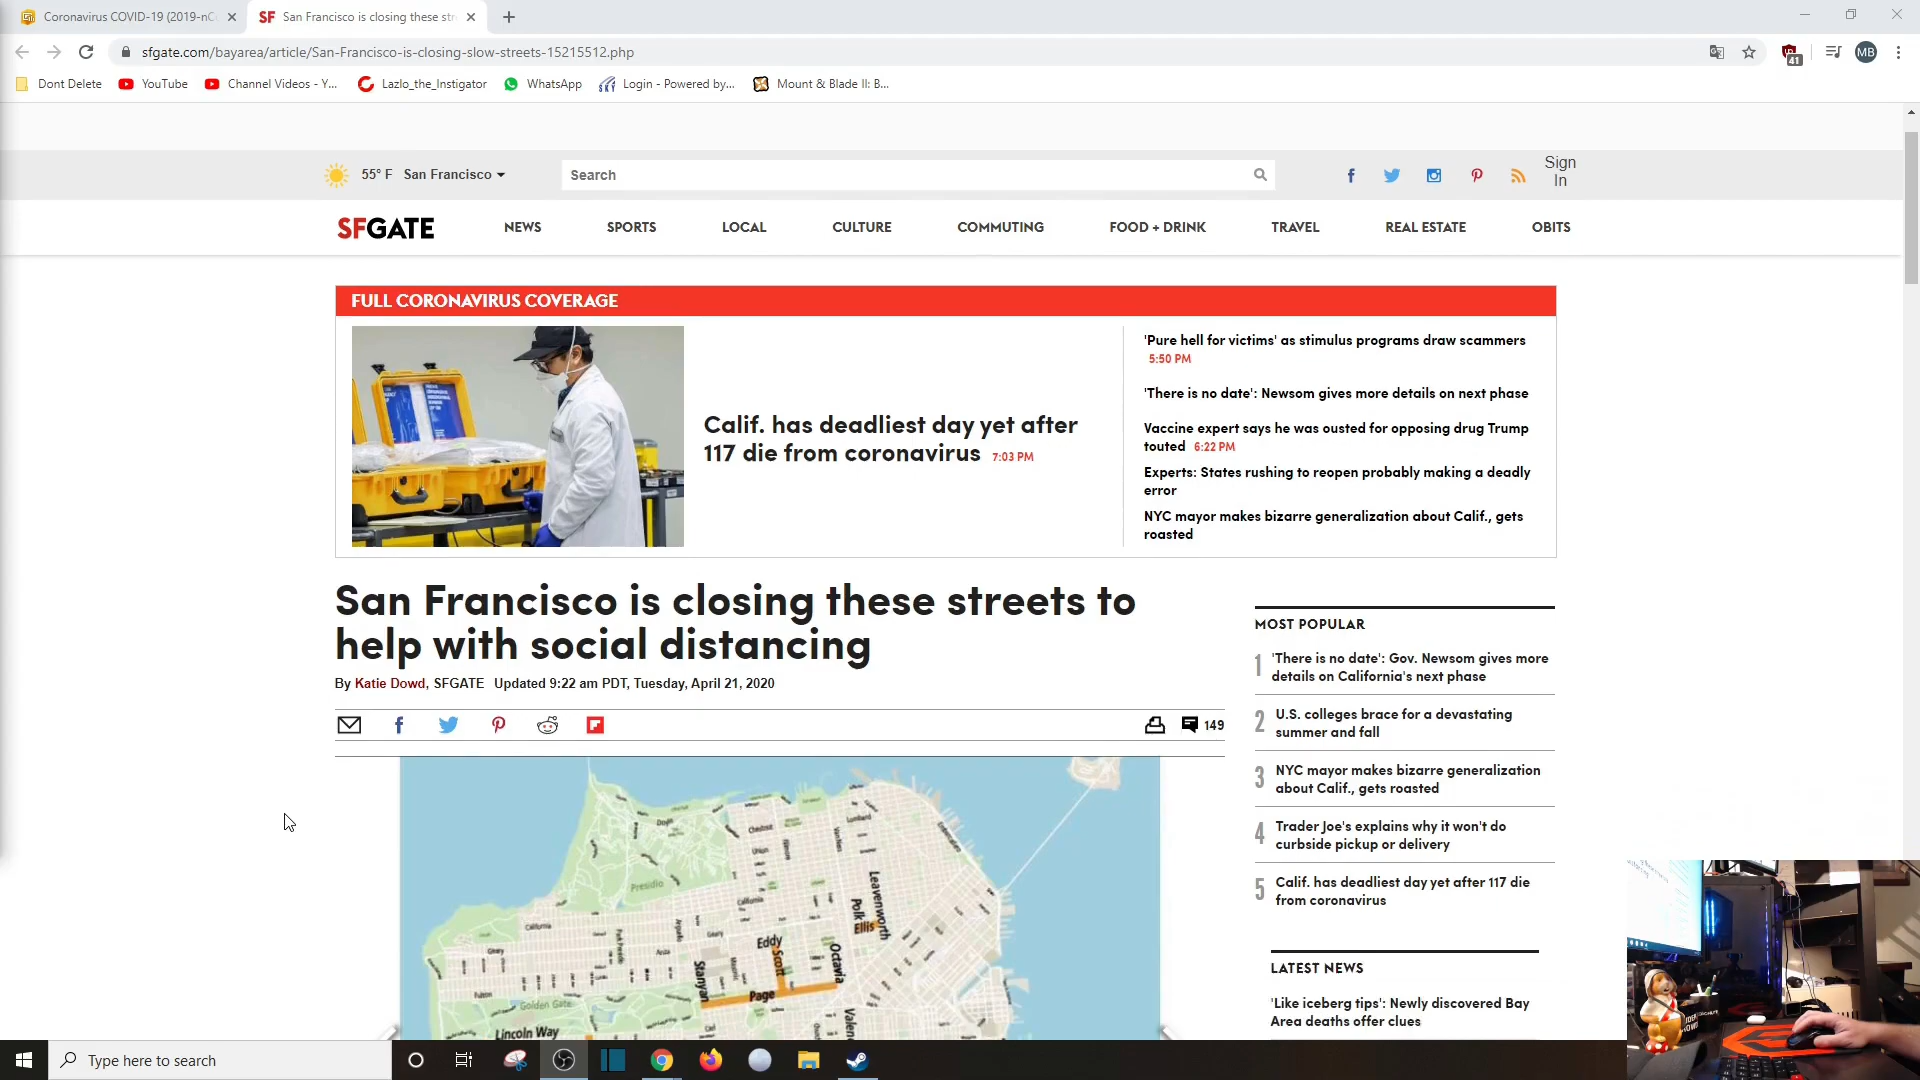 Coronavirus COVID-19 (2019-nC
SF San Francisco is closing these str
sfgate.com/bayarea/article/San-Francisco-is-closing-slow-streets-15215512.php
41
MB
Dont Delete
YouTube
Channel Videos - Y...
Lazlo_the_Instigator
WhatsApp
Login - Powered by...
Mount & Blade II: B...
55° F San Francisco
Search
Sign
In
SFGATE
NEWS
SPORTS
LOCAL
CULTURE
COMMUTING
FOOD + DRINK
TRAVEL
REAL ESTATE
OBITS
FULL CORONAVIRUS COVERAGE
Calif. has deadliest day yet after
117 die from coronavirus 7:03 PM
'Pure hell for victims' as stimulus programs draw scammers
5:50 PM
'There is no date': Newsom gives more details on next phase
Vaccine expert says he was ousted for opposing drug Trump
touted 6:22 PM
Experts: States rushing to reopen probably making a deadly
error
NYC mayor makes bizarre generalization about Calif., gets
roasted
San Francisco is closing these streets to
help with social distancing
By Katie Dowd, SFGATE Updated 9:22 am PDT, Tuesday, April 21, 2020
149
Presidio
California
Lombard
Chestnut
Union
Leavenworth
Polk
Ellis
California
Geary
Geary
Anza
Eddy
Scott
Octavia
Stanyan
Page
Fulton
Golden Gate
Lincoln Way
Valen
MOST POPULAR
1 'There is no date': Gov. Newsom gives more
details on California's next phase
2 U.S. colleges brace for a devastating
summer and fall
3 NYC mayor makes bizarre generalization
about Calif., gets roasted
4 Trader Joe's explains why it won't do
curbside pickup or delivery
5 Calif. has deadliest day yet after 117 die
from coronavirus
LATEST NEWS
'Like iceberg tips': Newly discovered Bay
Area deaths offer clues
Type here to search